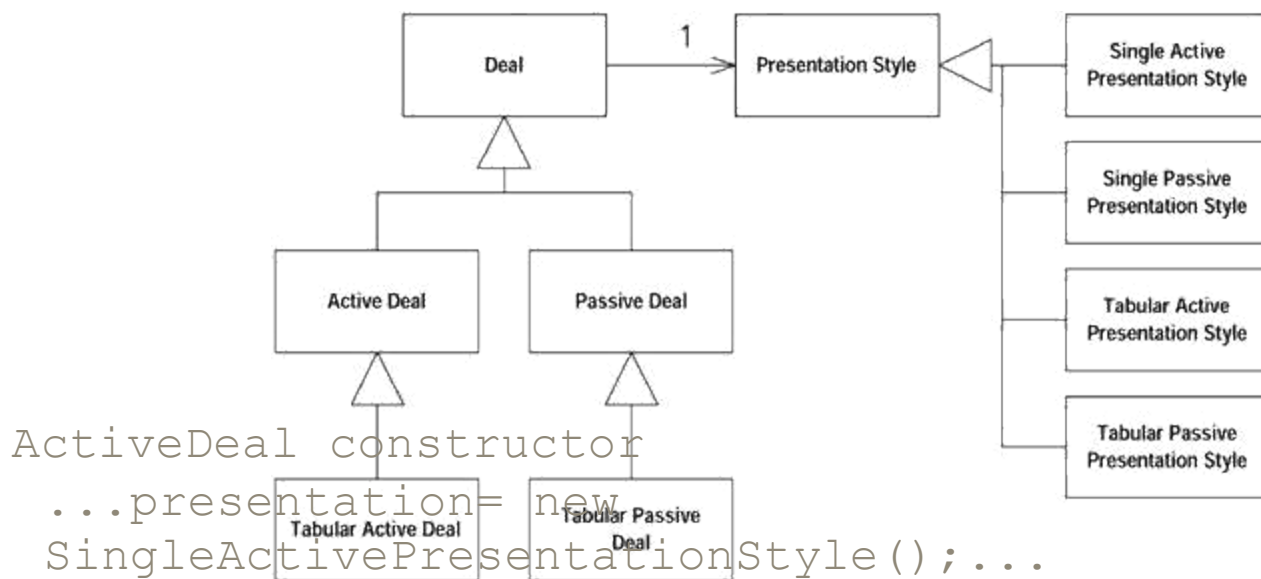 1
Deal
Presentation Style
Single Active
Presentation Style
Single Passive
Presentation Style
Active Deal
Passive Deal
Tabular Active
Presentation Style
Tabular Passive
Presentation Style
ActiveDeal constructor
...presentation= new
SingleActivePresentationStyle();...
Tabular Active Deal
Tabular Passive
Deal